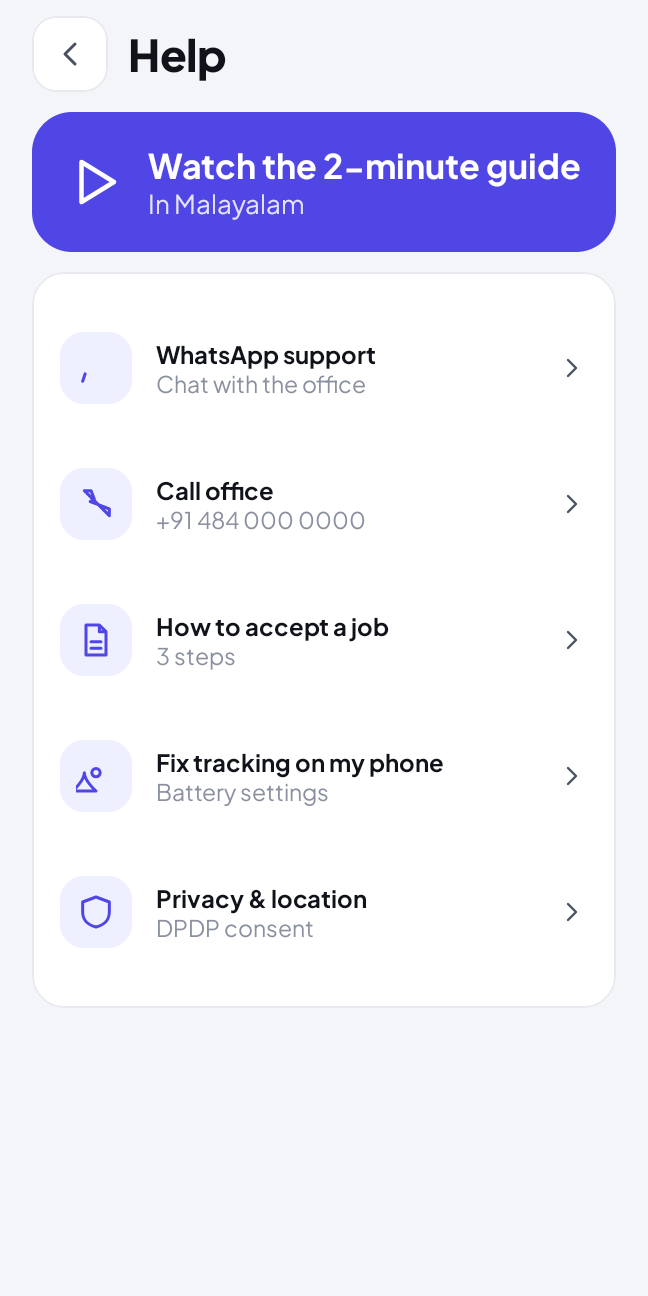 Help
Watch the 2–minute guide
In Malayalam
WhatsApp support
Chat with the office
Call office
+91 484 000 0000
How to accept a job
3 steps
Fix tracking on my phone
Battery settings
Privacy & location
DPDP consent